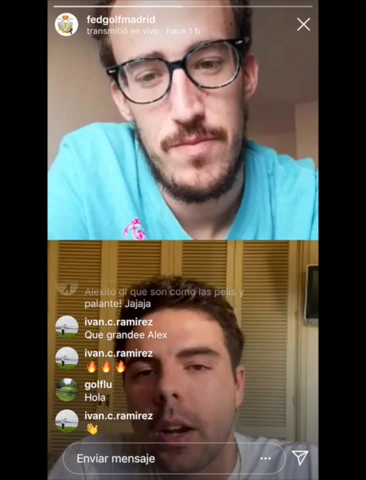 fedgolfmadrid
transmitió en vivo · hace 1 h
Alexito di que son como las pelis y
palante! Jajaja
ivan.c.ramirez
Que grandee Alex
ivan.c.ramirez
🔥🔥🔥
golflu
Hola
ivan.c.ramirez
👋
Enviar mensaje